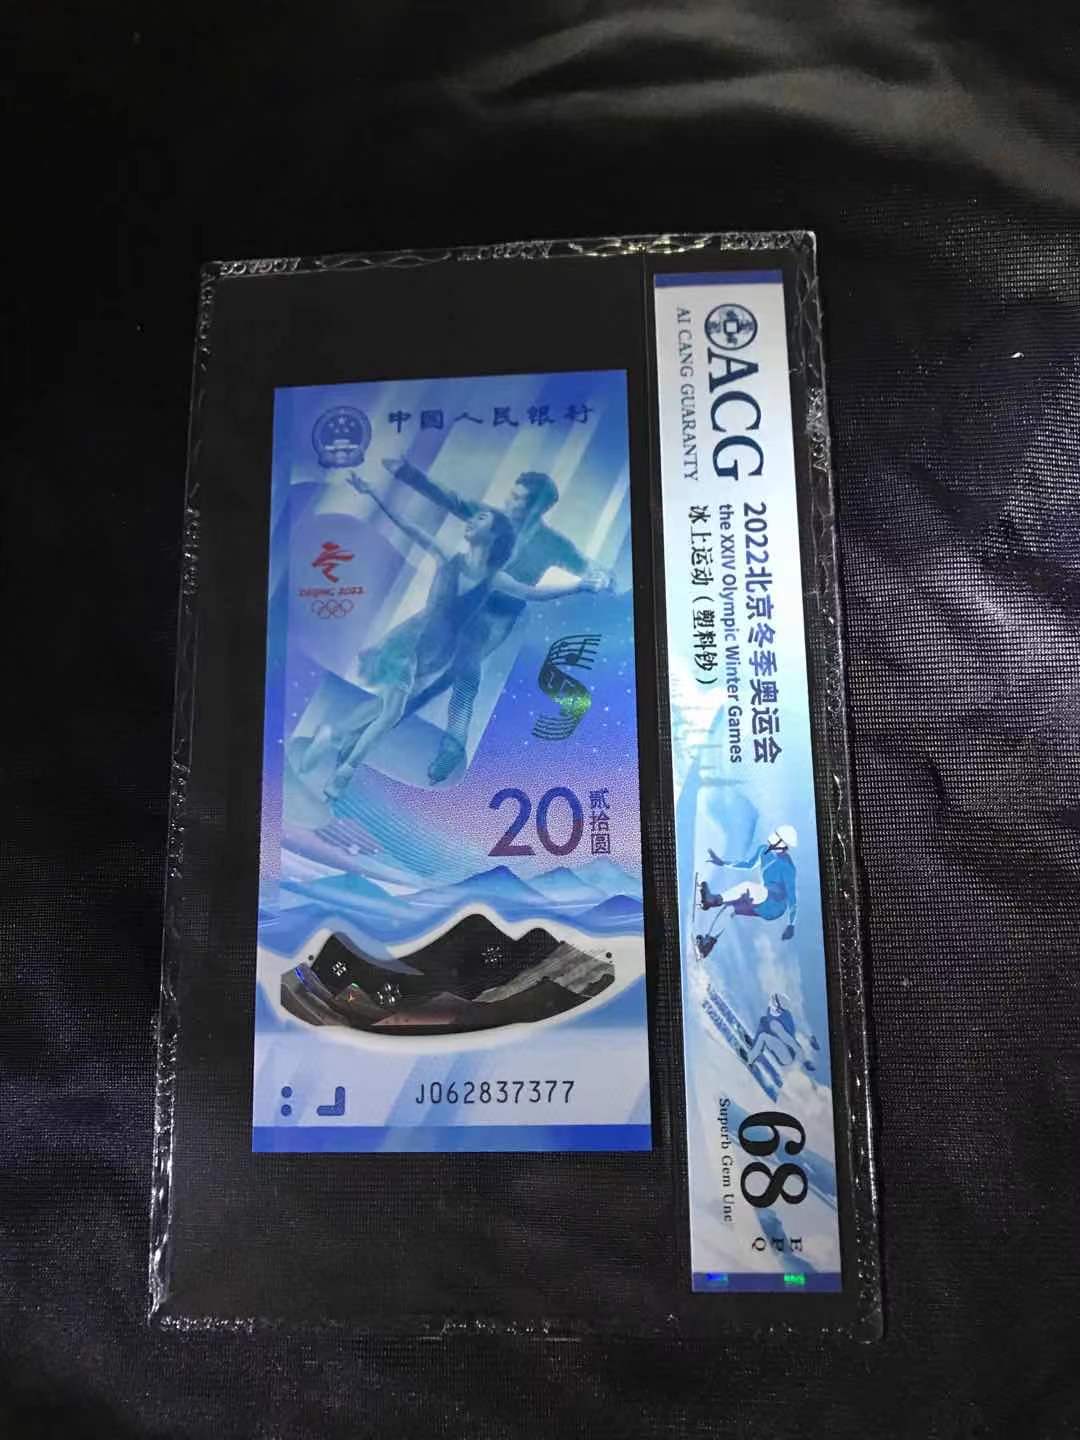 中国人民银行
BEIJING 2022
20
贰拾圆
J062837377
ACG
AI CANG GUARANTY
2022北京冬季奥运会
the XXIV Olympic Winter Games
冰上运动（塑料钞）
68
EPQ
Superb Gem Unc